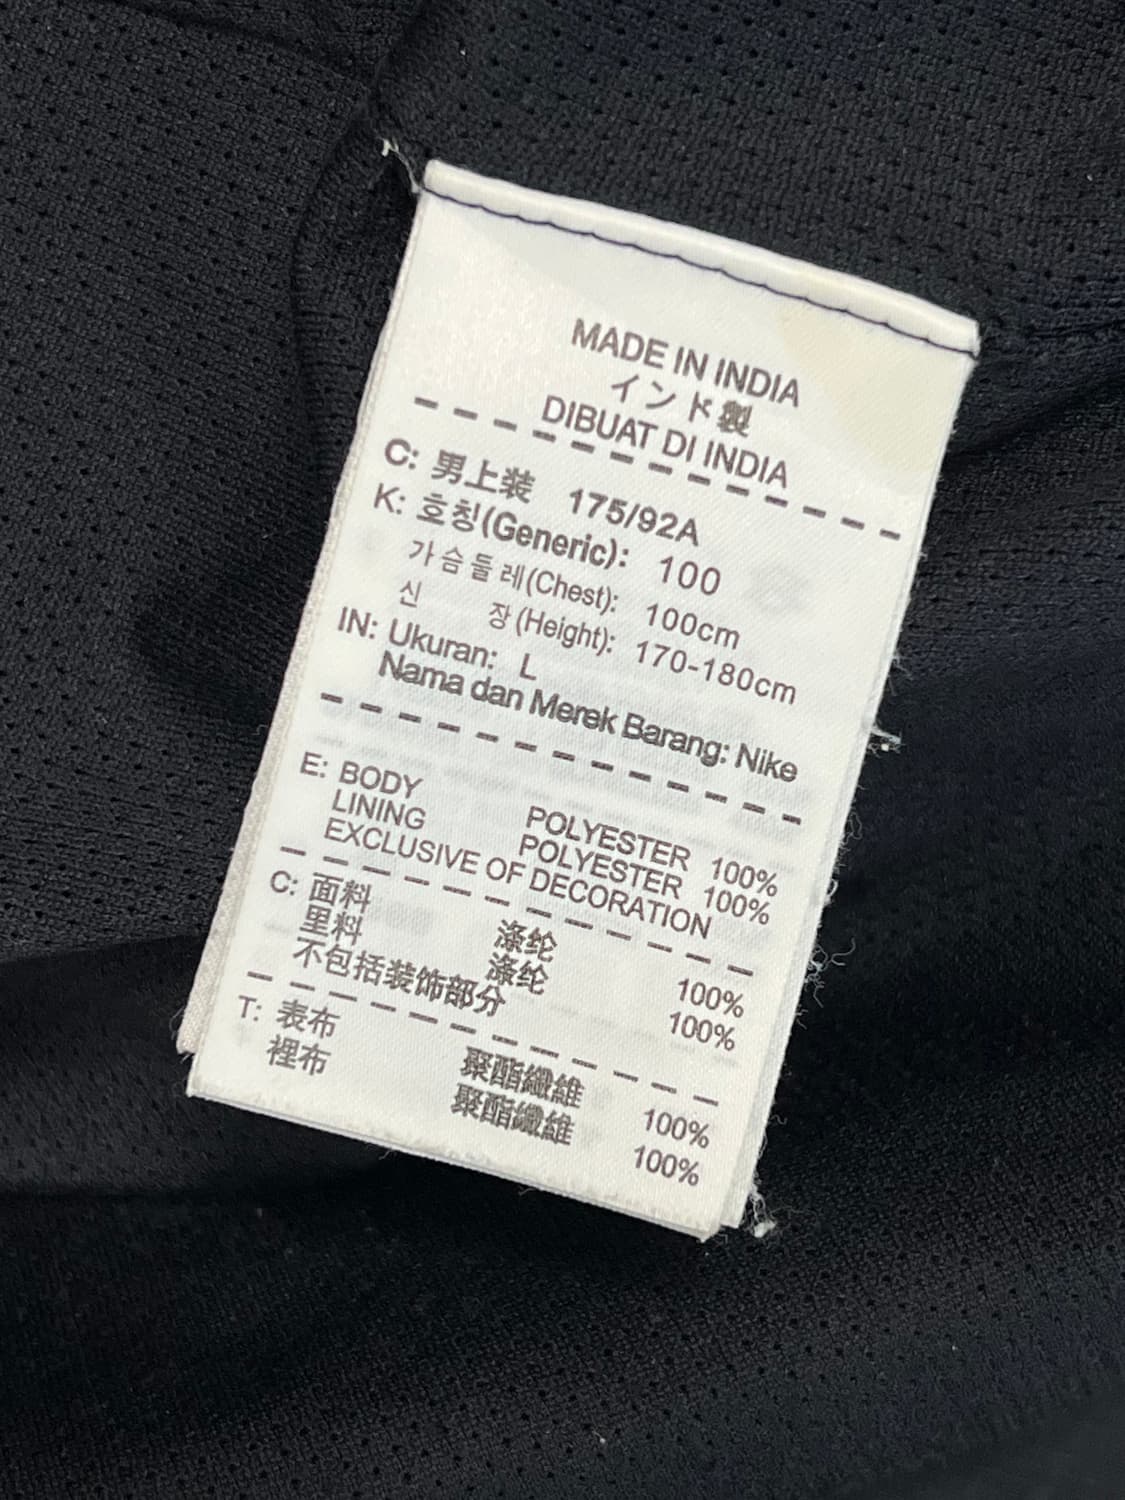 MADE IN INDIA
インド製
DIBUAT DI INDIA
C: 男上装 175/92A
K: 호칭(Generic): 100
가슴둘레(Chest): 100cm
신 장(Height): 170-180cm
IN: Ukuran: L
Nama dan Merek Barang: Nike
E: BODY POLYESTER 100%
LINING POLYESTER 100%
EXCLUSIVE OF DECORATION
C: 面料 涤纶 100%
里料 涤纶 100%
不包括装饰部分
T: 表布 聚酯纖維 100%
裡布 聚酯纖維 100%